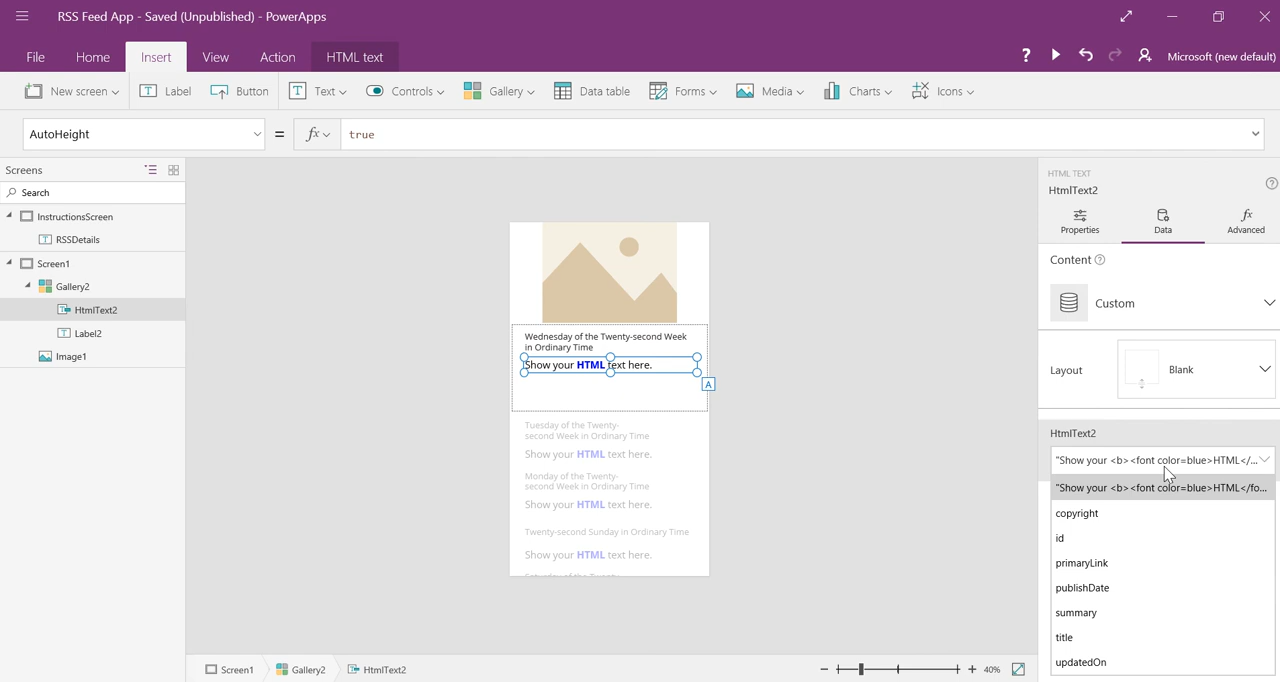 RSS Feed App - Saved (Unpublished) - PowerApps
File Home Insert View Action HTML text ? Microsoft (new default)
New screen Label Button Text Controls Gallery Data table Forms Media Charts Icons
AutoHeight = fx true
Screens
Search
InstructionsScreen
RSSDetails
Screen1
Gallery2
HtmlText2
Label2
Image1
Wednesday of the Twenty-second Week
in Ordinary Time
Show your HTML text here.
A
Tuesday of the Twenty-
second Week in Ordinary Time
Show your HTML text here.
Monday of the Twenty-
second Week in Ordinary Time
Show your HTML text here.
Twenty-second Sunday in Ordinary Time
Show your HTML text here.
Saturday of the Twenty-
HTML TEXT
HtmlText2
?
Properties Data Advanced
Content ?
Custom
Layout Blank
HtmlText2
"Show your <b><font color=blue>HTML</...
"Show your <b><font color=blue>HTML</fo...
copyright
id
primaryLink
publishDate
summary
title
updatedOn
Screen1 Gallery2 HtmlText2 − + 40%